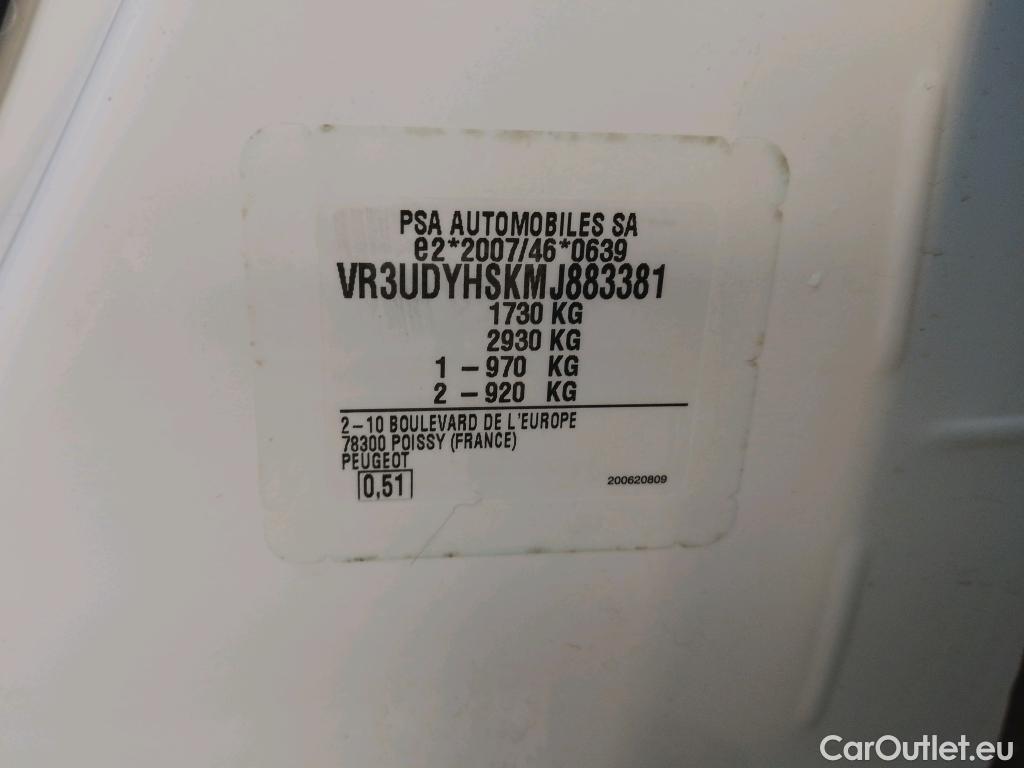 PSA AUTOMOBILES SA
e2*2007/46*0639
VR3UDYHSKMJ883381
1730 KG
2930 KG
1 – 970 KG
2 – 920 KG
2–10 BOULEVARD DE L'EUROPE
78300 POISSY (FRANCE)
PEUGEOT
0,51 200620809
CarOutlet.eu